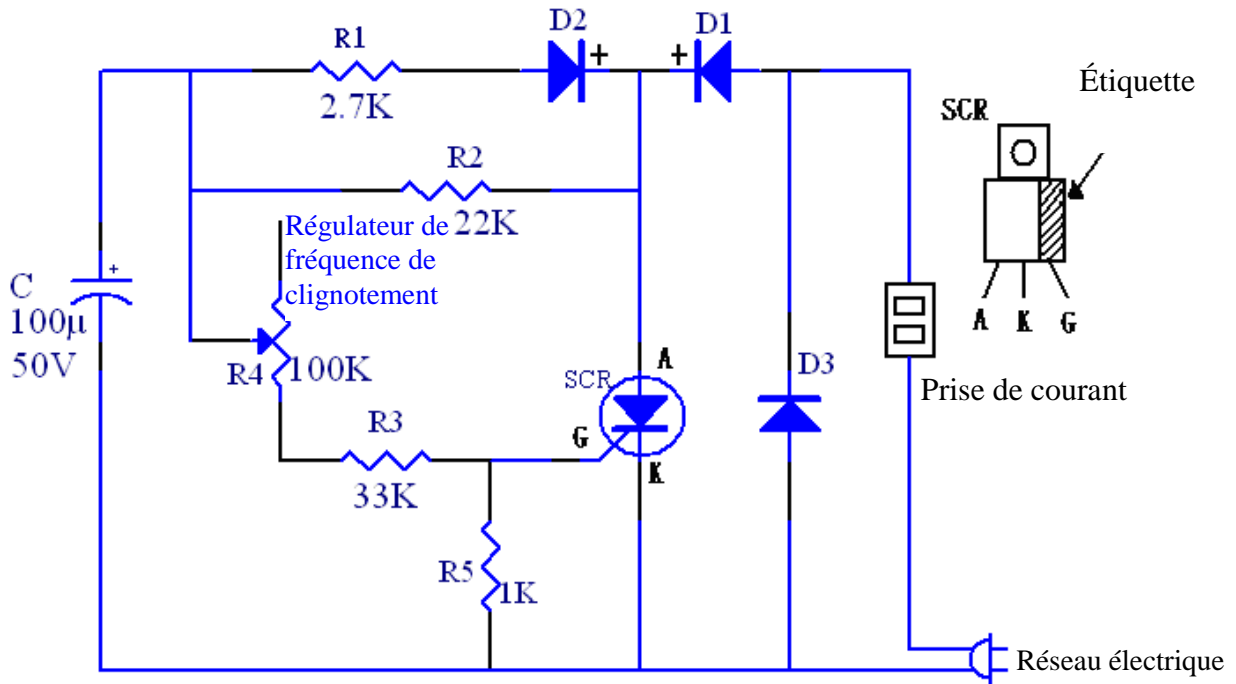 D2
D1
R1
2.7K
+
+
Étiquette
SCR
R2
22K
Régulateur de
fréquence de
clignotement
+
C
100µ
50V
R4
100K
A
SCR
G
K
D3
A K G
Prise de courant
R3
33K
R5
1K
Réseau électrique